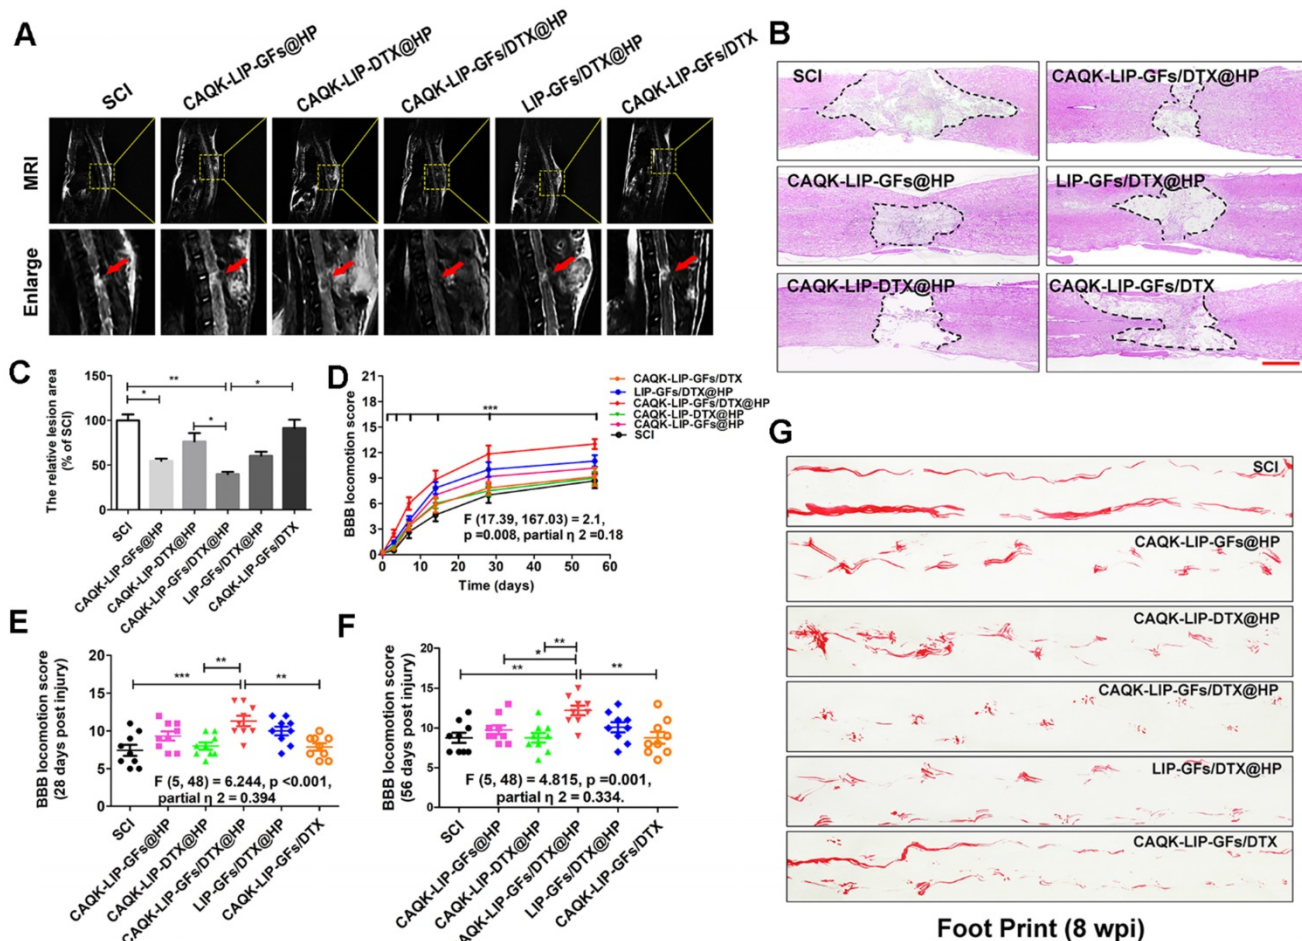 A
SCI
CAQK-LIP-GFs@HP
CAQK-LIP-DTX@HP
CAQK-LIP-GFs/DTX@HP
LIP-GFs/DTX@HP
CAQK-LIP-GFs/DTX
MRI
Enlarge
B
SCI
CAQK-LIP-GFs/DTX@HP
CAQK-LIP-GFs@HP
LIP-GFs/DTX@HP
CAQK-LIP-DTX@HP
CAQK-LIP-GFs/DTX
C
The relative lesion area
(% of SCI)
150
100
50
0
**
*
*
*
SCI
CAQK-LIP-GFs@HP
CAQK-LIP-DTX@HP
CAQK-LIP-GFs/DTX@HP
LIP-GFs/DTX@HP
CAQK-LIP-GFs/DTX
D
BBB locomotion score
21
18
15
12
9
6
3
0
***
CAQK-LIP-GFs/DTX
LIP-GFs/DTX@HP
CAQK-LIP-GFs/DTX@HP
CAQK-LIP-DTX@HP
CAQK-LIP-GFs@HP
SCI
F (17.39, 167.03) = 2.1,
p =0.008, partial η 2 =0.18
0 10 20 30 40 50 60
Time (days)
E
BBB locomotion score
(28 days post injury)
20
15
10
5
0
**
***
**
F (5, 48) = 6.244, p <0.001,
partial η 2 = 0.394
SCI
CAQK-LIP-GFs@HP
CAQK-LIP-DTX@HP
CAQK-LIP-GFs/DTX@HP
LIP-GFs/DTX@HP
CAQK-LIP-GFs/DTX
F
BBB locomotion score
(56 days post injury)
20
15
10
5
0
**
*
**
**
F (5, 48) = 4.815, p =0.001,
partial η 2 = 0.334.
SCI
CAQK-LIP-GFs@HP
CAQK-LIP-DTX@HP
AQK-LIP-GFs/DTX@HP
LIP-GFs/DTX@HP
CAQK-LIP-GFs/DTX
G
SCI
CAQK-LIP-GFs@HP
CAQK-LIP-DTX@HP
CAQK-LIP-GFs/DTX@HP
LIP-GFs/DTX@HP
CAQK-LIP-GFs/DTX
Foot Print (8 wpi)